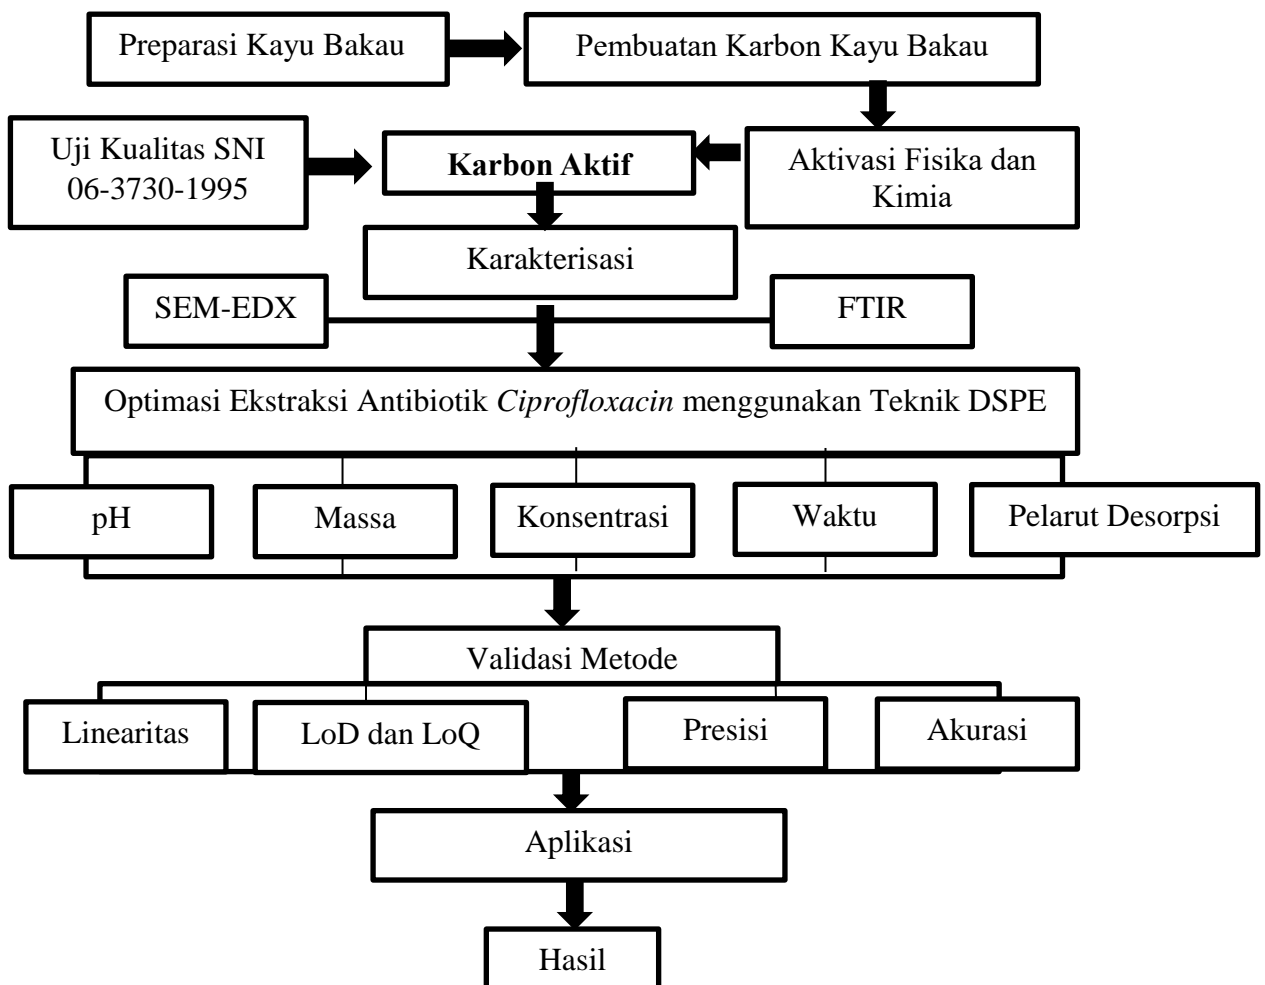 Preparasi Kayu Bakau
Pembuatan Karbon Kayu Bakau
Uji Kualitas SNI
06-3730-1995
Karbon Aktif
Aktivasi Fisika dan
Kimia
Karakterisasi
SEM-EDX
FTIR
Optimasi Ekstraksi Antibiotik Ciprofloxacin menggunakan Teknik DSPE
pH
Massa
Konsentrasi
Waktu
Pelarut Desorpsi
Validasi Metode
Linearitas
LoD dan LoQ
Presisi
Akurasi
Aplikasi
Hasil